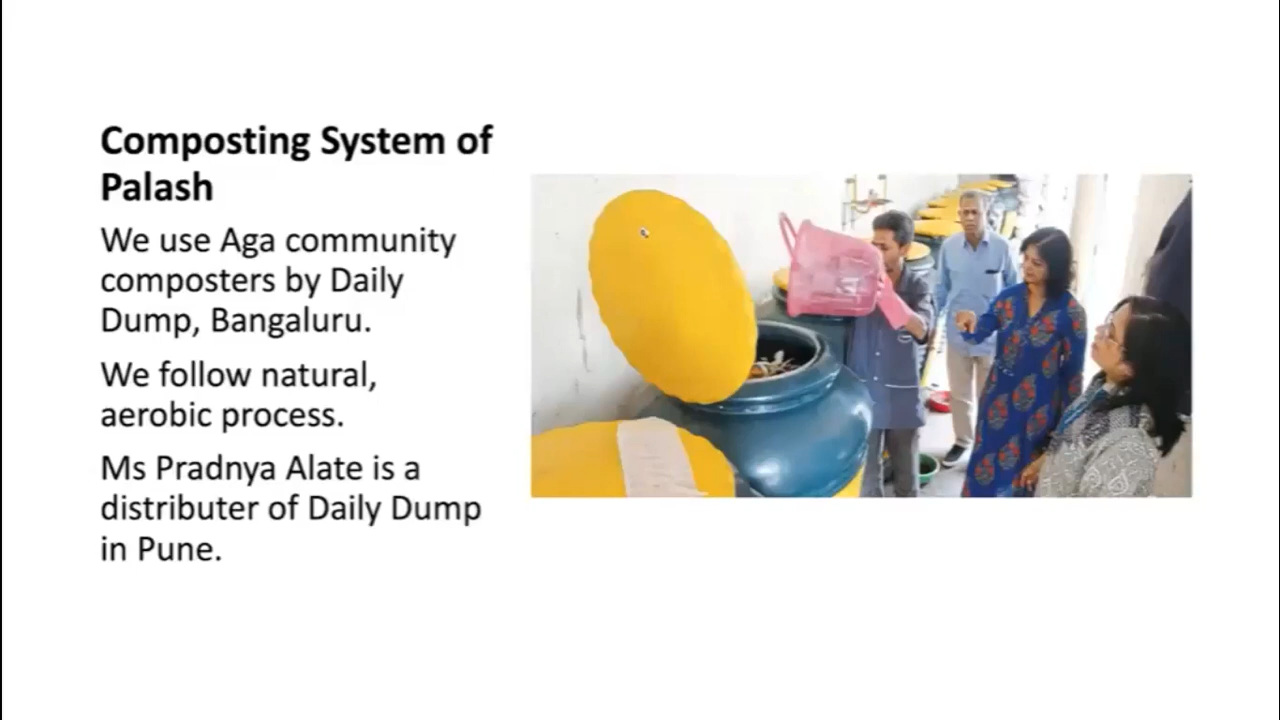 Composting System of
Palash
We use Aga community
composters by Daily
Dump, Bangaluru.
We follow natural,
aerobic process.
Ms Pradnya Alate is a
distributer of Daily Dump
in Pune.